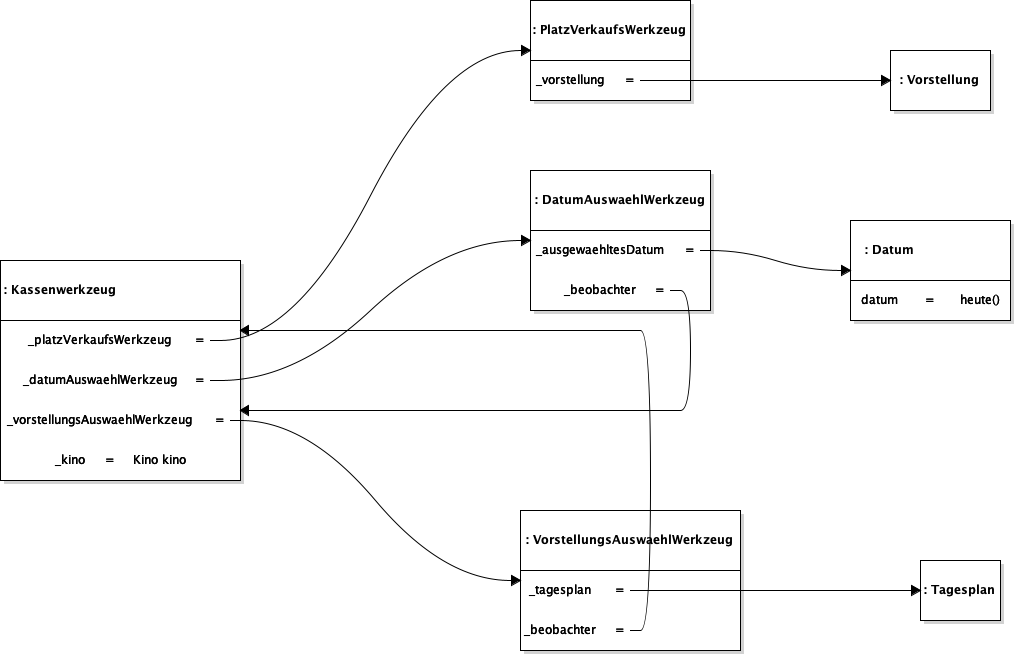 : PlatzVerkaufsWerkzeug
_vorstellung =
: Vorstellung
: DatumAuswaehlWerkzeug
_ausgewaehltesDatum =
_beobachter =
: Datum
datum = heute()
: Kassenwerkzeug
_platzVerkaufsWerkzeug =
_datumAuswaehlWerkzeug =
_vorstellungsAuswaehlWerkzeug =
_kino = Kino kino
: VorstellungsAuswaehlWerkzeug
_tagesplan =
_beobachter =
: Tagesplan